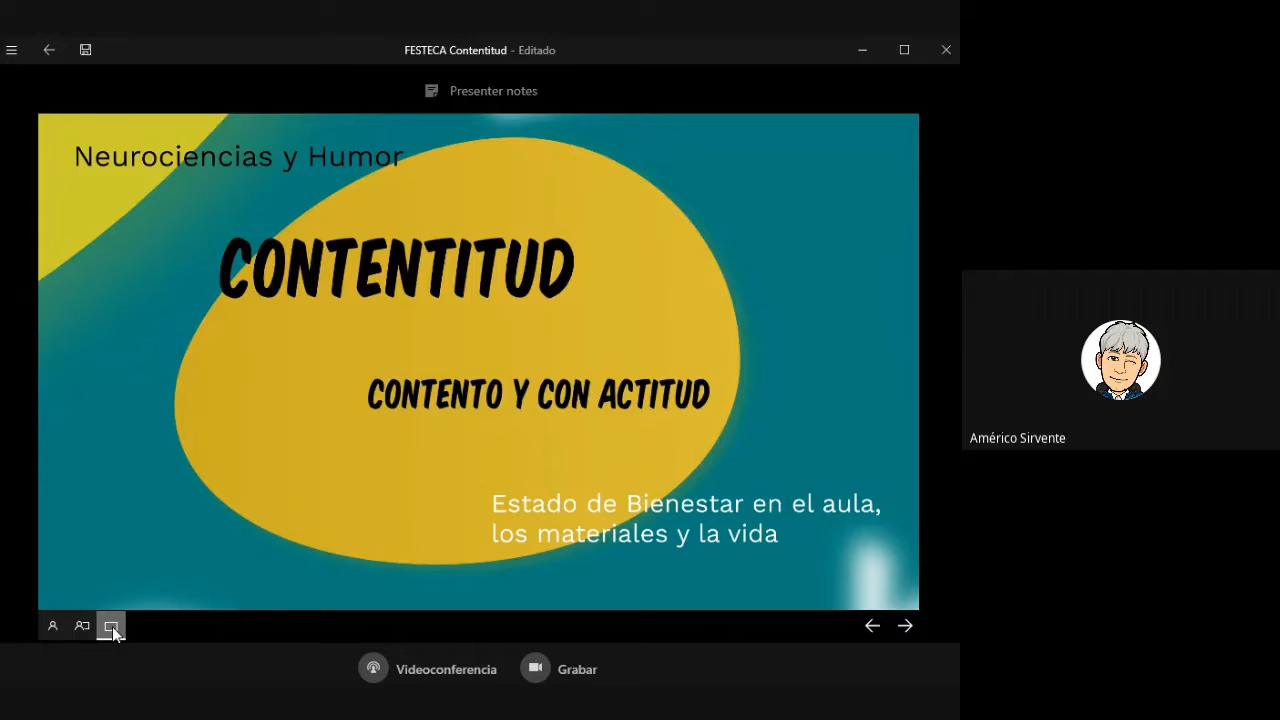 FESTECA Contentitud - Editado
Presenter notes
Neurociencias y Humor
CONTENTITUD
CONTENTO Y CON ACTITUD
Estado de Bienestar en el aula,
los materiales y la vida
Américo Sirvente
Videoconferencia
Grabar